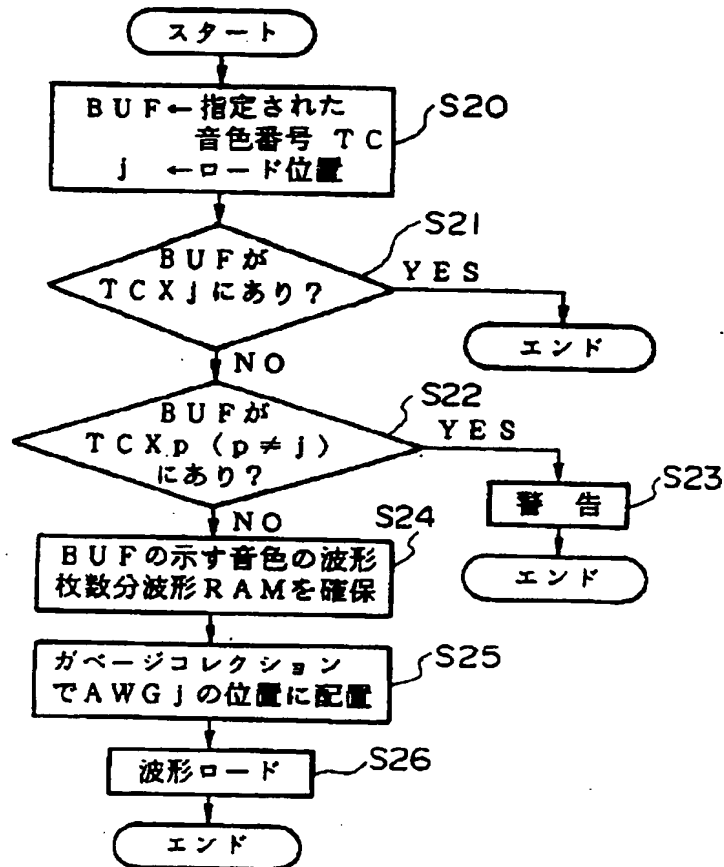 スタート
BUF←指定された
音色番号 TC
j ←ロード位置
S20
S21
BUFが
TCXjにあり?
YES
エンド
NO
S22
BUFが
TCXp (p≠j)
にあり?
YES
S23
警 告
エンド
NO
S24
BUFの示す音色の波形
枚数分波形RAMを確保
ガベージコレクション
でAWGjの位置に配置
S25
波形ロード
S26
エンド